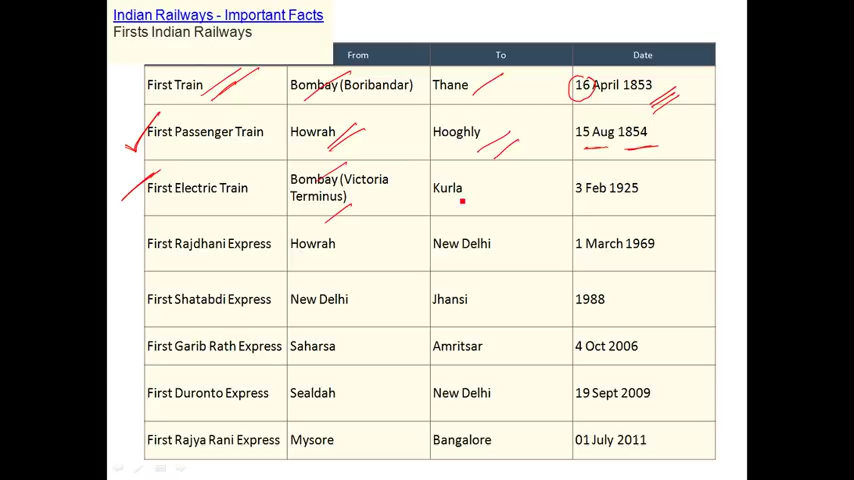 Indian Railways - Important Facts
Firsts Indian Railways
From To Date
First Train Bombay (Boribandar) Thane 16 April 1853
First Passenger Train Howrah Hooghly 15 Aug 1854
First Electric Train Bombay (Victoria Terminus) Kurla 3 Feb 1925
First Rajdhani Express Howrah New Delhi 1 March 1969
First Shatabdi Express New Delhi Jhansi 1988
First Garib Rath Express Saharsa Amritsar 4 Oct 2006
First Duronto Express Sealdah New Delhi 19 Sept 2009
First Rajya Rani Express Mysore Bangalore 01 July 2011